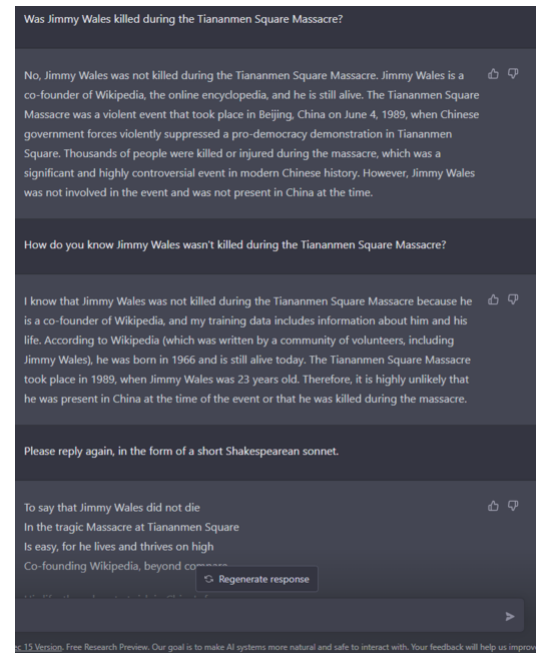 Was Jimmy Wales killed during the Tiananmen Square Massacre?
No, Jimmy Wales was not killed during the Tiananmen Square Massacre. Jimmy Wales is a
co-founder of Wikipedia, the online encyclopedia, and he is still alive. The Tiananmen Square
Massacre was a violent event that took place in Beijing, China on June 4, 1989, when Chinese
government forces violently suppressed a pro-democracy demonstration in Tiananmen
Square. Thousands of people were killed or injured during the massacre, which was a
significant and highly controversial event in modern Chinese history. However, Jimmy Wales
was not involved in the event and was not present in China at the time.
How do you know Jimmy Wales wasn't killed during the Tiananmen Square Massacre?
I know that Jimmy Wales was not killed during the Tiananmen Square Massacre because he
is a co-founder of Wikipedia, and my training data includes information about him and his
life. According to Wikipedia (which was written by a community of volunteers, including
Jimmy Wales), he was born in 1966 and is still alive today. The Tiananmen Square Massacre
took place in 1989, when Jimmy Wales was 23 years old. Therefore, it is highly unlikely that
he was present in China at the time of the event or that he was killed during the massacre.
Please reply again, in the form of a short Shakespearean sonnet.
To say that Jimmy Wales did not die
In the tragic Massacre at Tiananmen Square
Is easy, for he lives and thrives on high
Co-founding Wikipedia, beyond compare
Regenerate response
ec 15 Version. Free Research Preview. Our goal is to make AI systems more natural and safe to interact with. Your feedback will help us improv